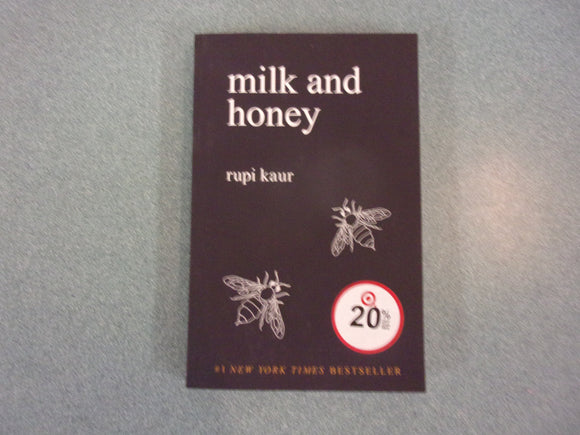 milk and
honey
rupi kaur
20%
#1 NEW YORK TIMES BESTSELLER